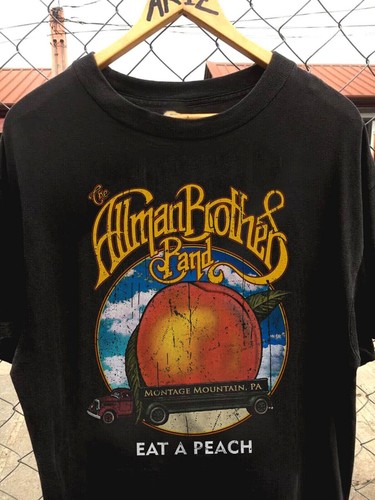 The
Allman Brothers
Band
MONTAGE MOUNTAIN, PA
EAT A PEACH